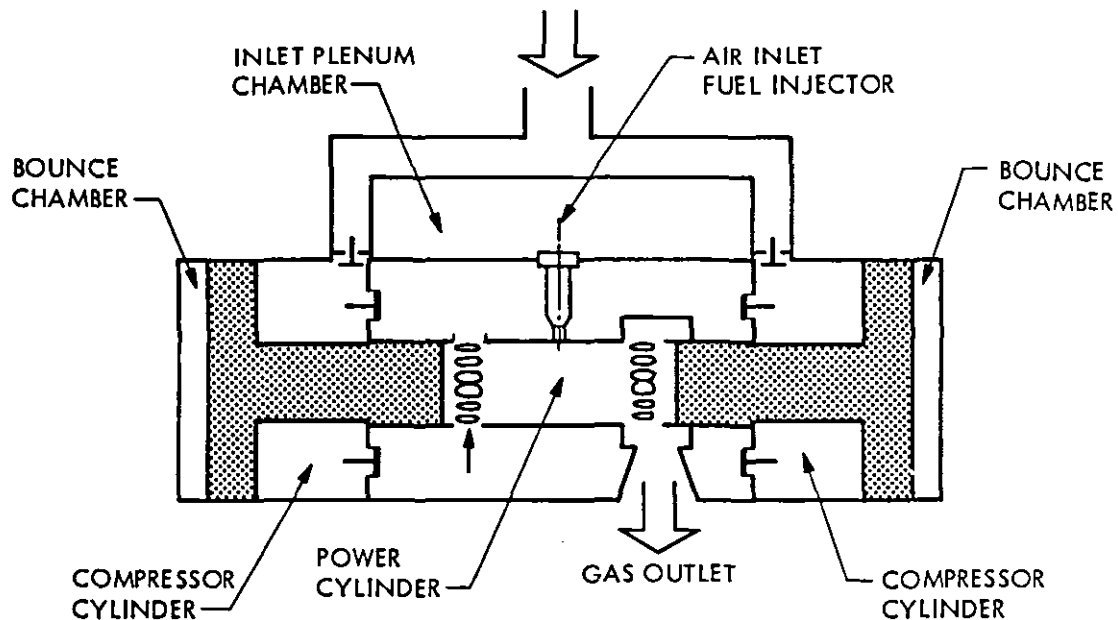 INLET PLENUM
CHAMBER
AIR INLET
FUEL INJECTOR
BOUNCE
CHAMBER
BOUNCE
CHAMBER
COMPRESSOR
CYLINDER
POWER
CYLINDER
GAS OUTLET
COMPRESSOR
CYLINDER